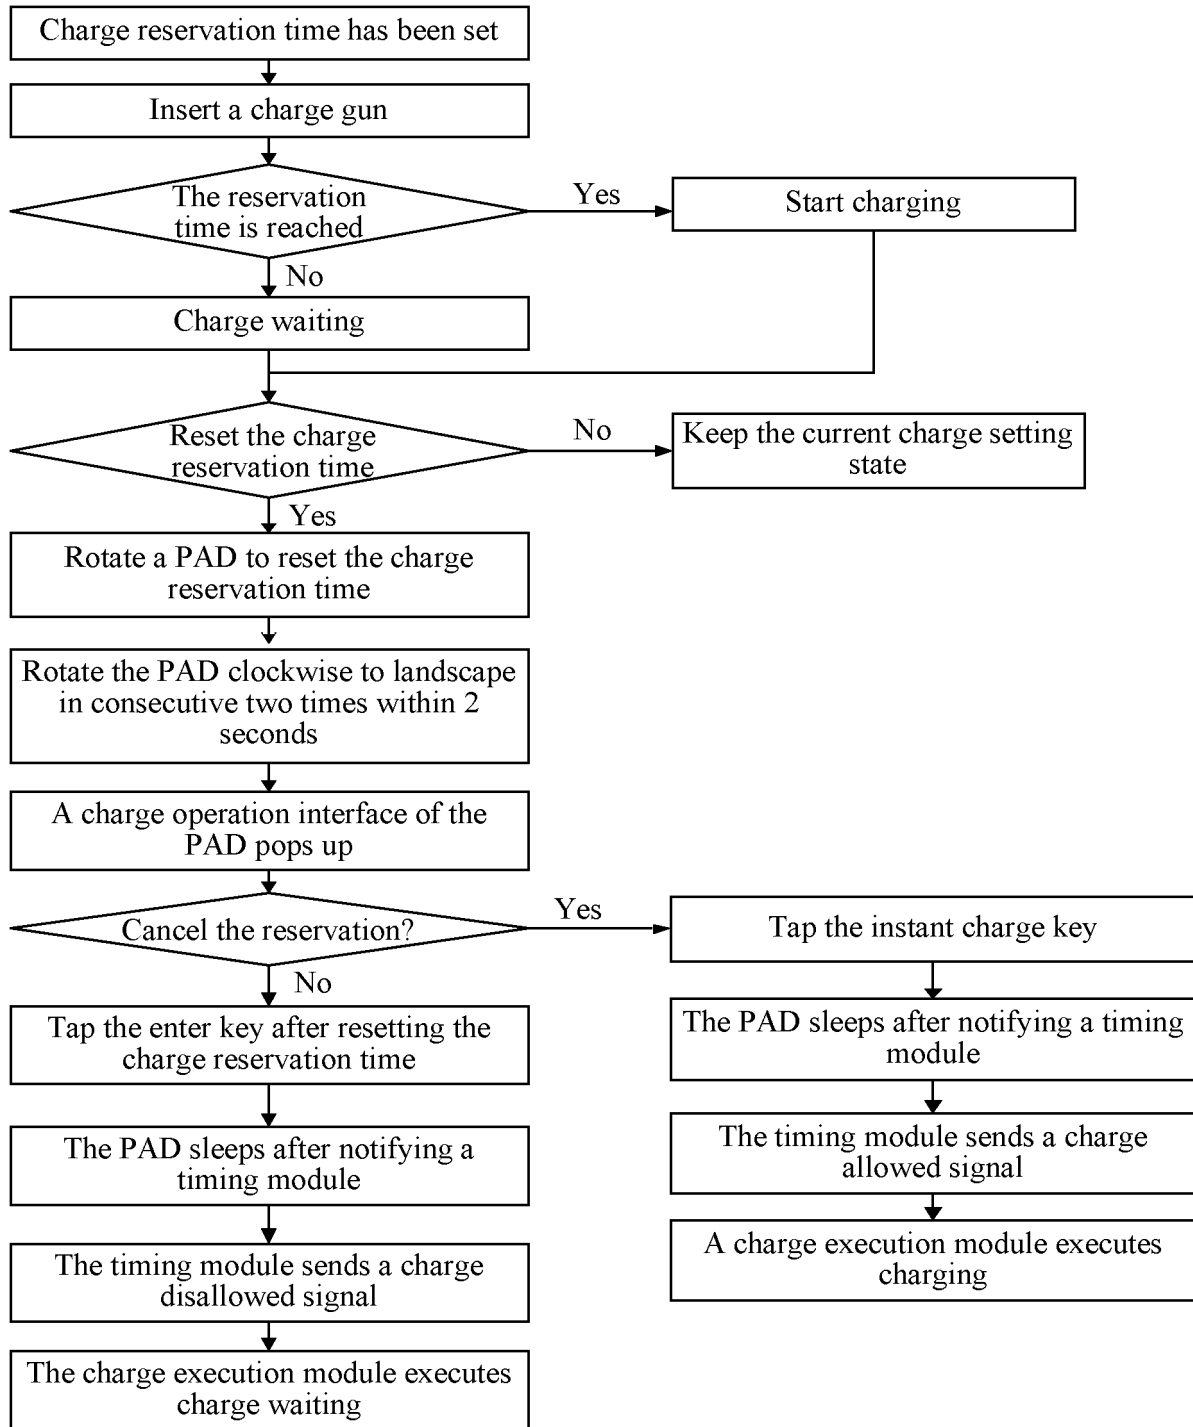 Charge reservation time has been set
Insert a charge gun
The reservation
time is reached
Yes
Start charging
No
Charge waiting
Reset the charge
reservation time
No
Keep the current charge setting
state
Yes
Rotate a PAD to reset the charge
reservation time
Rotate the PAD clockwise to landscape
in consecutive two times within 2
seconds
A charge operation interface of the
PAD pops up
Cancel the reservation?
Yes
Tap the instant charge key
No
Tap the enter key after resetting the
charge reservation time
The PAD sleeps after notifying a timing
module
The PAD sleeps after notifying a
timing module
The timing module sends a charge
allowed signal
The timing module sends a charge
disallowed signal
A charge execution module executes
charging
The charge execution module executes
charge waiting